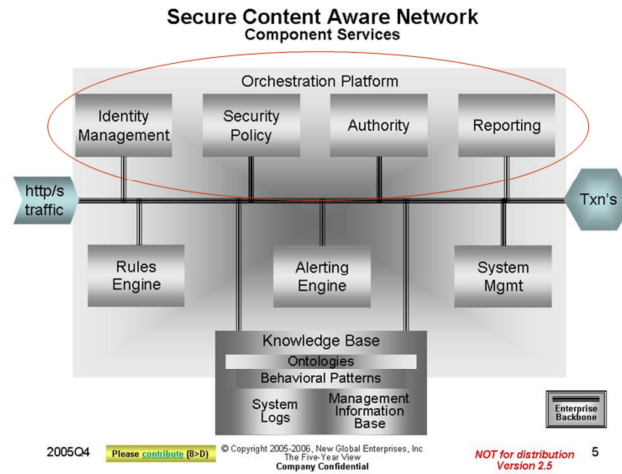 Secure Content Aware Network
Component Services
Orchestration Platform
Identity
Management
Security
Policy
Authority
Reporting
http/s
traffic
Txn's
Rules
Engine
Alerting
Engine
System
Mgmt
Knowledge Base
Ontologies
Behavioral Patterns
System
Logs
Management
Information
Base
Enterprise
Backbone
2005Q4
Please contribute (8>D)
© Copyright 2005-2006, New Global Enterprises, Inc
The Five-Year View
Company Confidential
NOT for distribution
Version 2.5
5